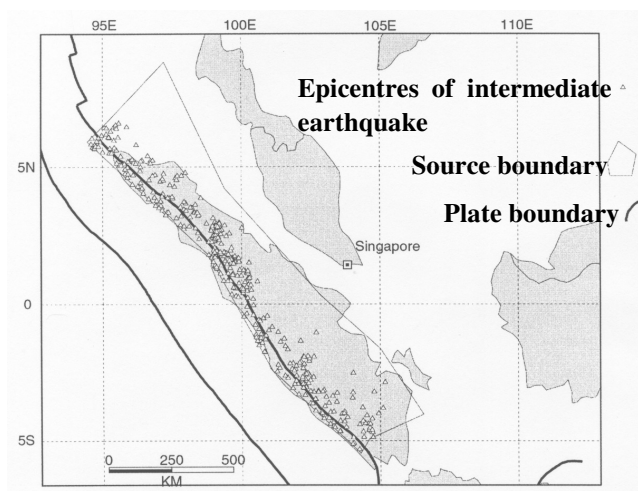 95E 100E 105E 110E
Epicentres of intermediate
earthquake
5N
Source boundary
Plate boundary
Singapore
0
5S
0 250 500
KM